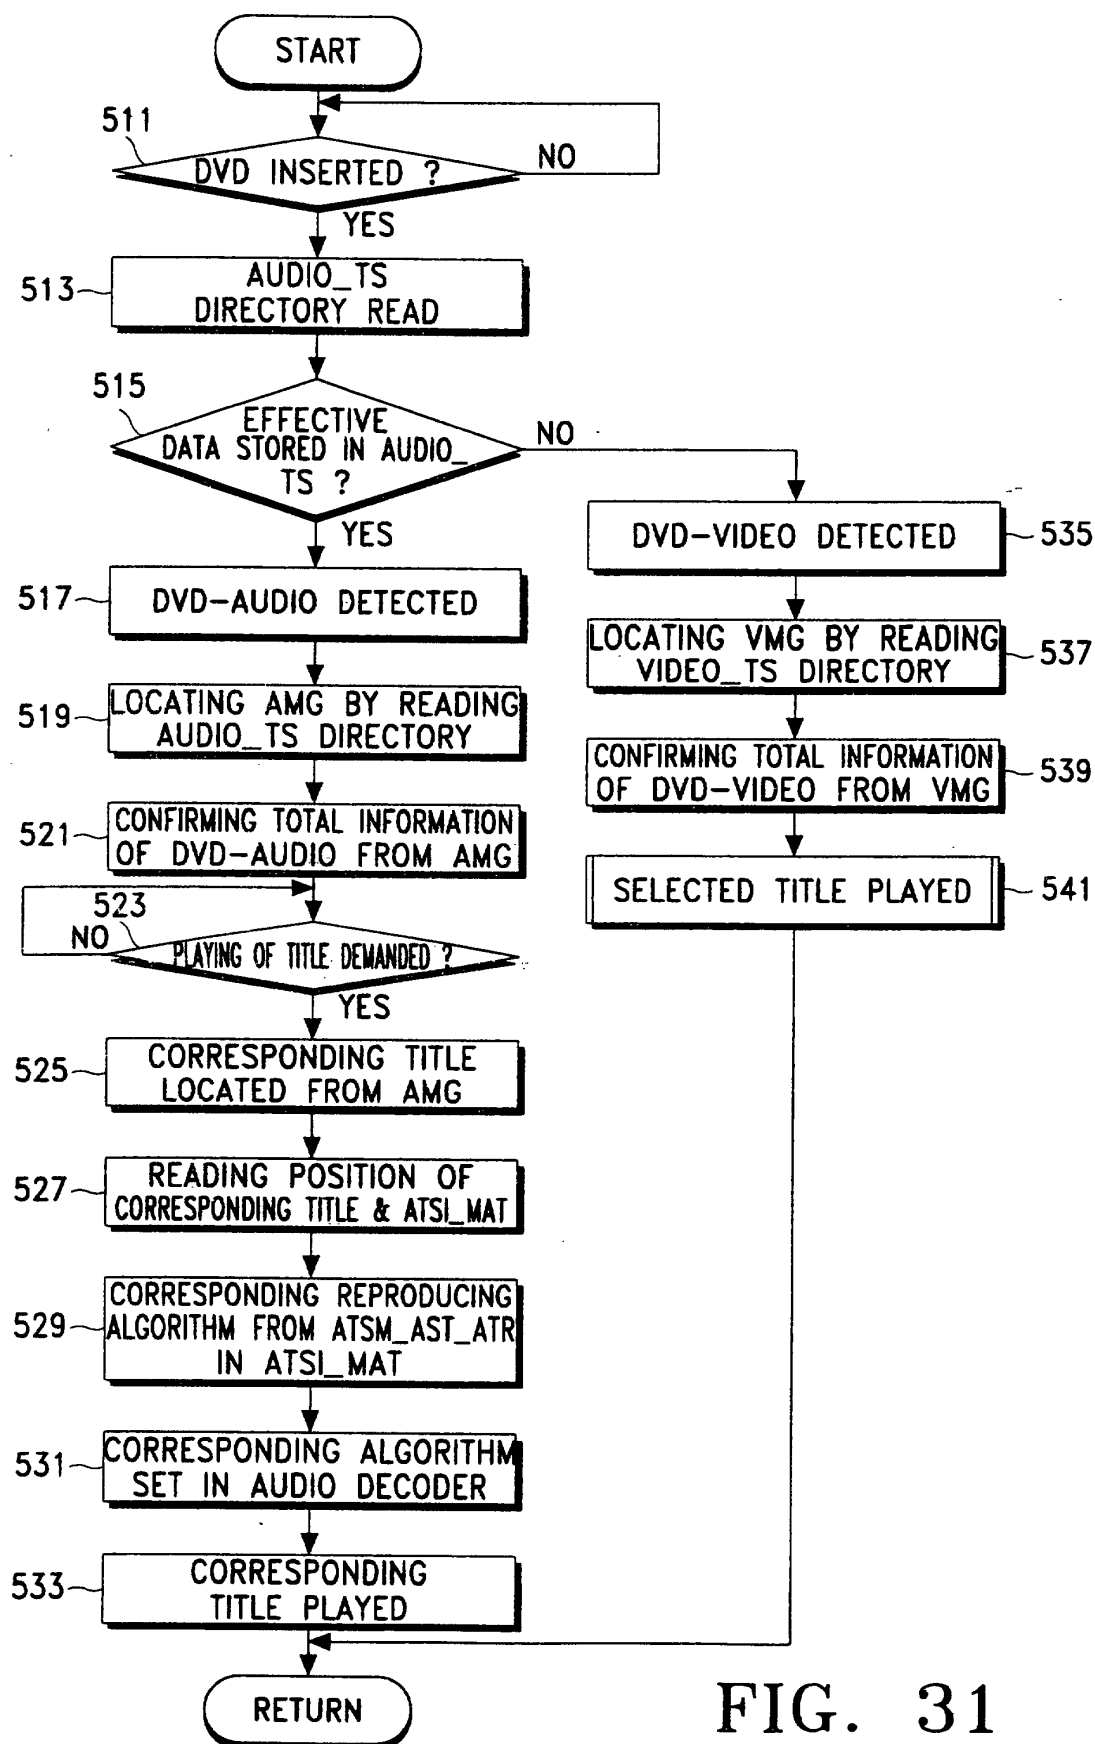 START
511
DVD INSERTED ?
NO
YES
513
AUDIO_TS
DIRECTORY READ
515
EFFECTIVE
DATA STORED IN AUDIO_
TS ?
NO
YES
517
DVD-AUDIO DETECTED
519
LOCATING AMG BY READING
AUDIO_TS DIRECTORY
521
CONFIRMING TOTAL INFORMATION
OF DVD-AUDIO FROM AMG
523
NO
PLAYING OF TITLE DEMANDED ?
YES
525
CORRESPONDING TITLE
LOCATED FROM AMG
527
READING POSITION OF
CORRESPONDING TITLE & ATSI_MAT
529
CORRESPONDING REPRODUCING
ALGORITHM FROM ATSM_AST_ATR
IN ATSI_MAT
531
CORRESPONDING ALGORITHM
SET IN AUDIO DECODER
533
CORRESPONDING
TITLE PLAYED
RETURN
DVD-VIDEO DETECTED
535
LOCATING VMG BY READING
VIDEO_TS DIRECTORY
537
CONFIRMING TOTAL INFORMATION
OF DVD-VIDEO FROM VMG
539
SELECTED TITLE PLAYED
541
FIG. 31